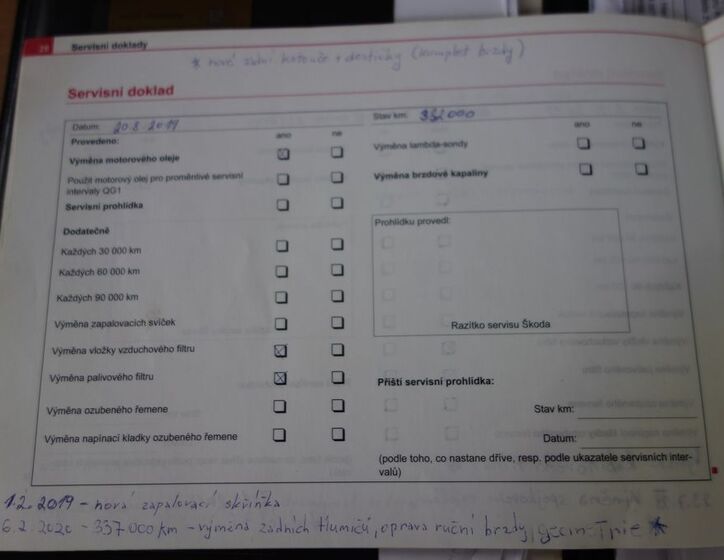 26 Servisní doklady
* nové zadní kotouče + destičky (komplet brzdy)
Servisní doklad
Datum: 20.8.2019
Stav km: 332000
Provedeno: ano ne
ano ne
Výměna motorového oleje
Výměna lambda-sondy
Použit motorový olej pro proměnlivé servisní
intervaly QG1
Výměna brzdové kapaliny
Servisní prohlídka
Dodatečně
Prohlídku provedl:
Každých 30 000 km
Každých 60 000 km
Každých 90 000 km
Výměna zapalovacích svíček
Razítko servisu Škoda
Výměna vložky vzduchového filtru
Výměna palivového filtru
Příští servisní prohlídka:
Výměna ozubeného řemene
Stav km:
Výměna napínací kladky ozubeného řemene
Datum:
(podle toho, co nastane dříve, resp. podle ukazatele servisních inter-
valů)
1.2.2019 - nová zapalovací skříňka
6.2.2020 - 337000 km - výměna zadních tlumičů, oprava ruční brzdy, *